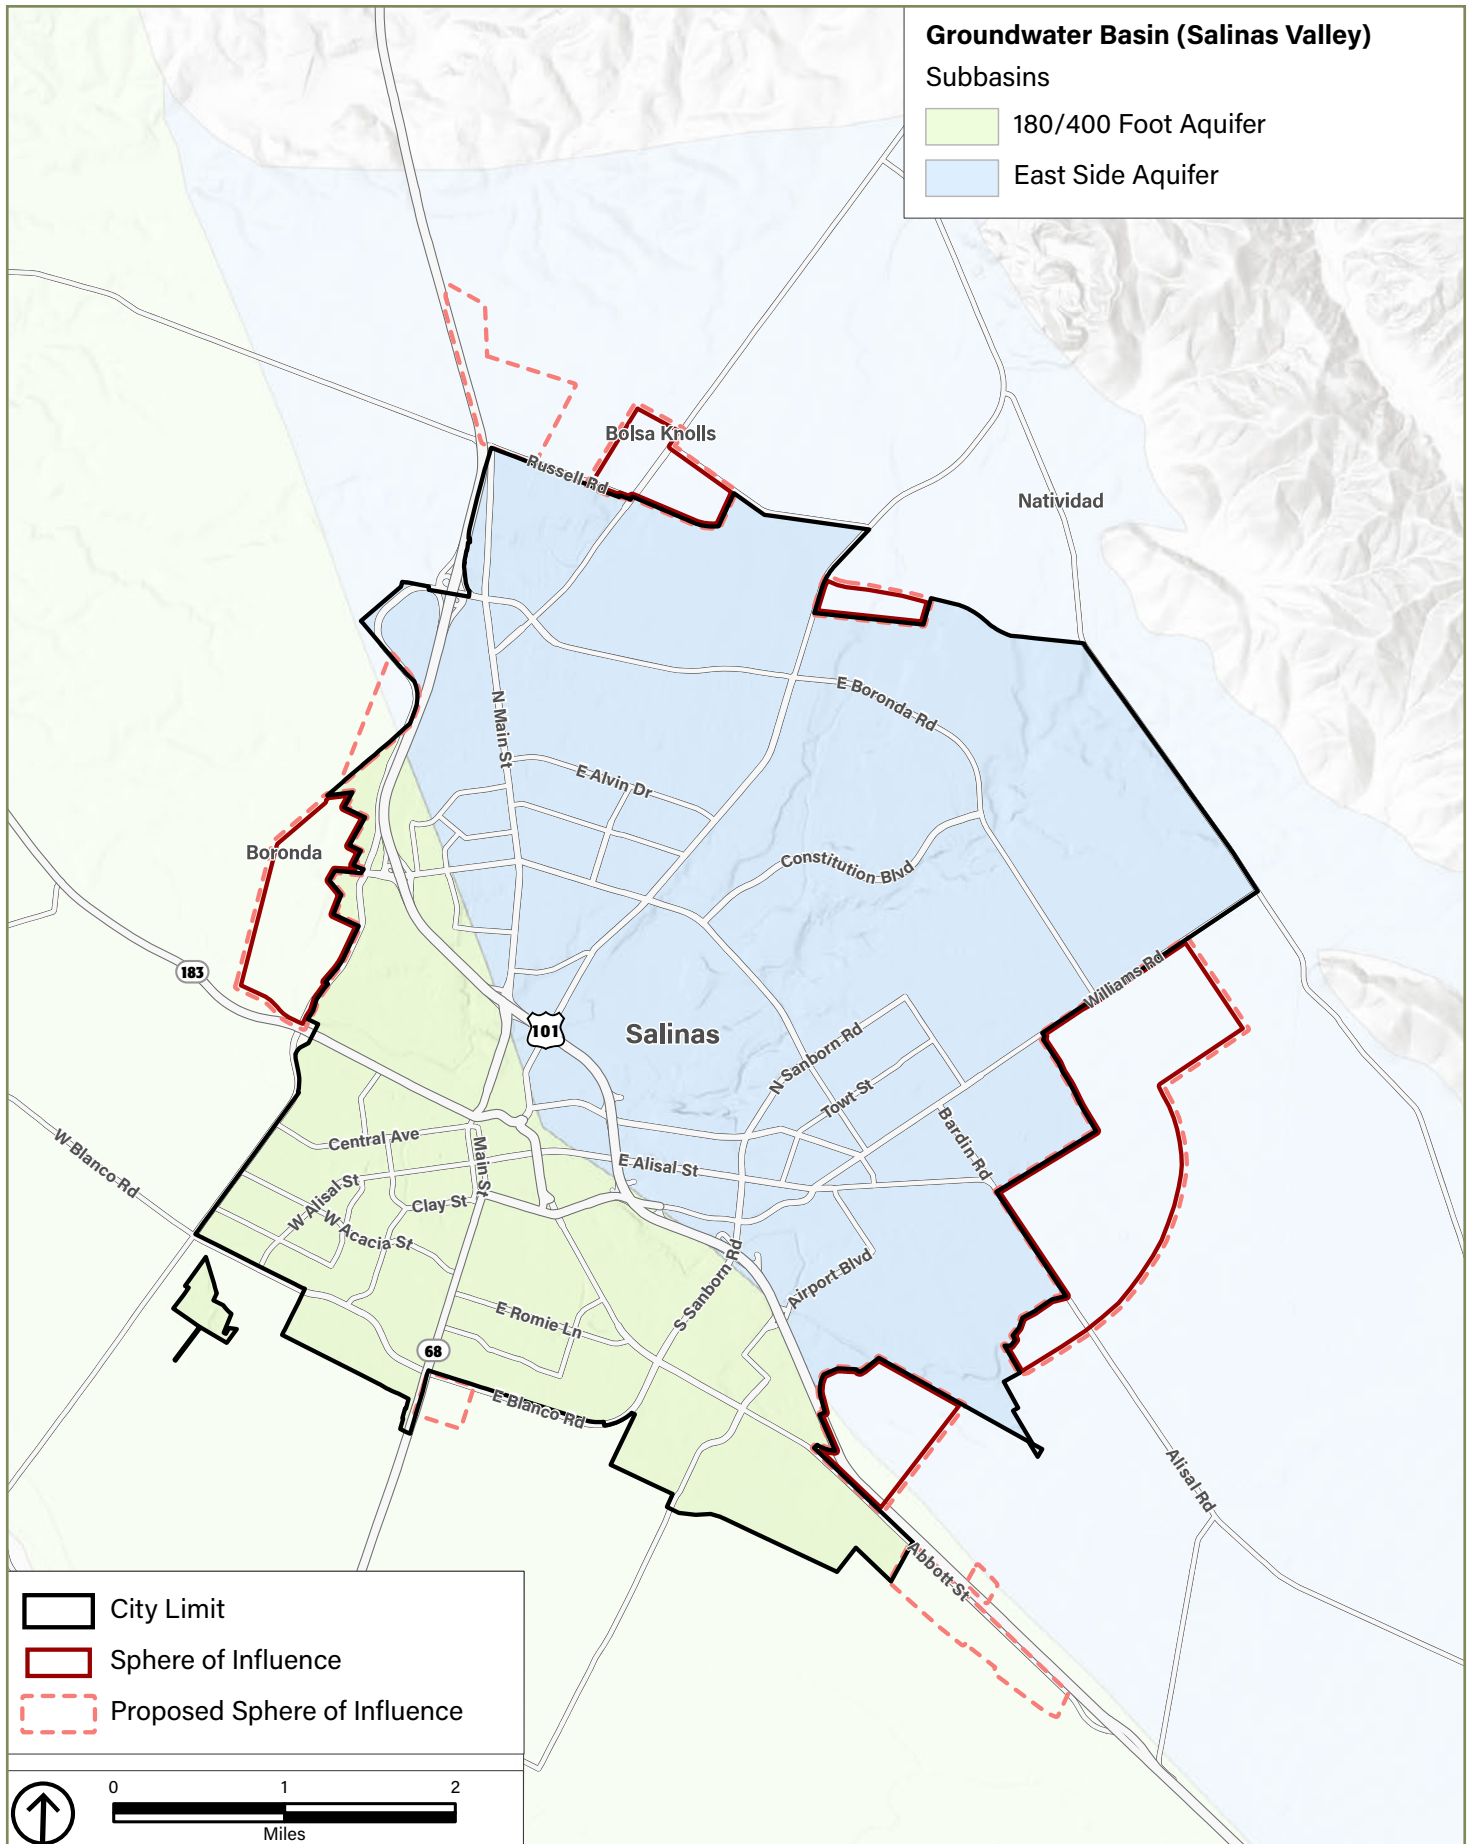 Groundwater Basin (Salinas Valley)
Subbasins
180/400 Foot Aquifer
East Side Aquifer
Bolsa Knolls
Russell Rd
Natividad
E Boronda Rd
N Main St
E Alvin Dr
Boronda
Constitution Blvd
183
Williams Rd
101
Salinas
N Sanborn Rd
Towt St
Bardin Rd
W Blanco Rd
Central Ave
Main St
E Alisal St
W Alisal St
Clay St
W Acacia St
S Sanborn Rd
Airport Blvd
E Romie Ln
68
E Blanco Rd
Alisal Rd
Abbott St
City Limit
Sphere of Influence
Proposed Sphere of Influence
0 1 2
Miles